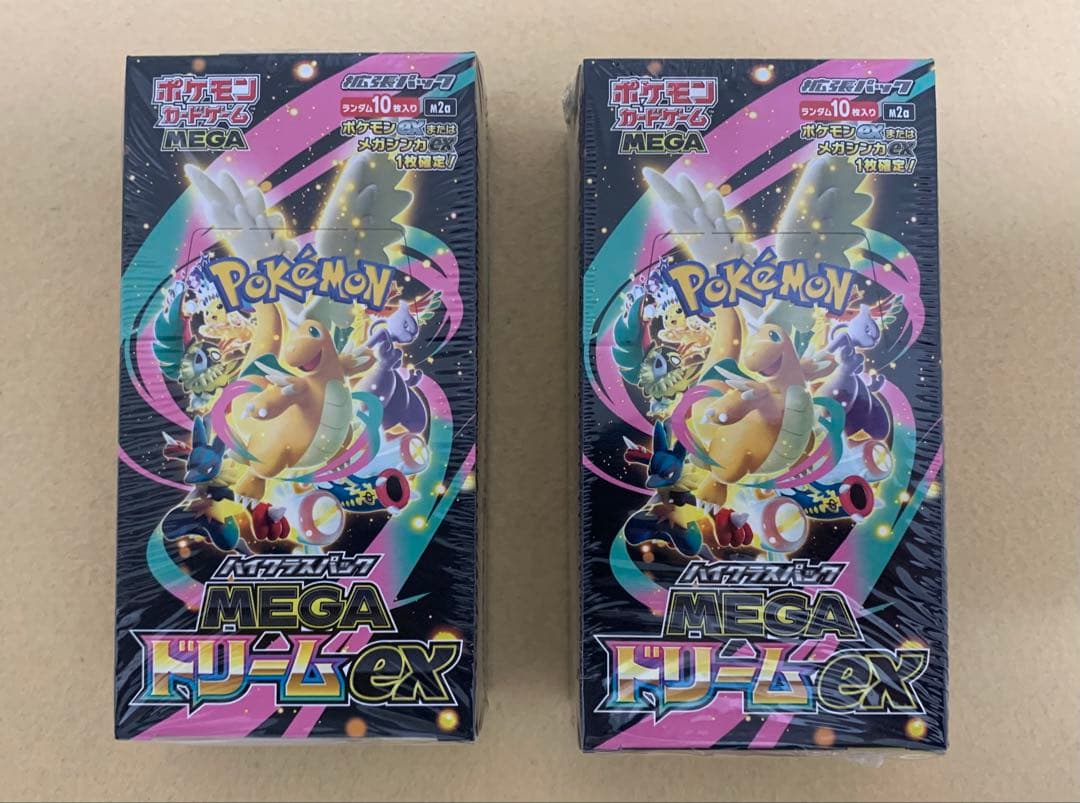 ポケモン
カードゲーム
MEGA
拡張パック
ランダム10枚入り
M2a
ポケモンexまたは
メガシンカex
1枚確定!
POKéMON
ハイクラスパック
MEGA
ドリームex
ポケモン
カードゲーム
MEGA
拡張パック
ランダム10枚入り
M2a
ポケモンexまたは
メガシンカex
1枚確定!
POKéMON
ハイクラスパック
MEGA
ドリームex